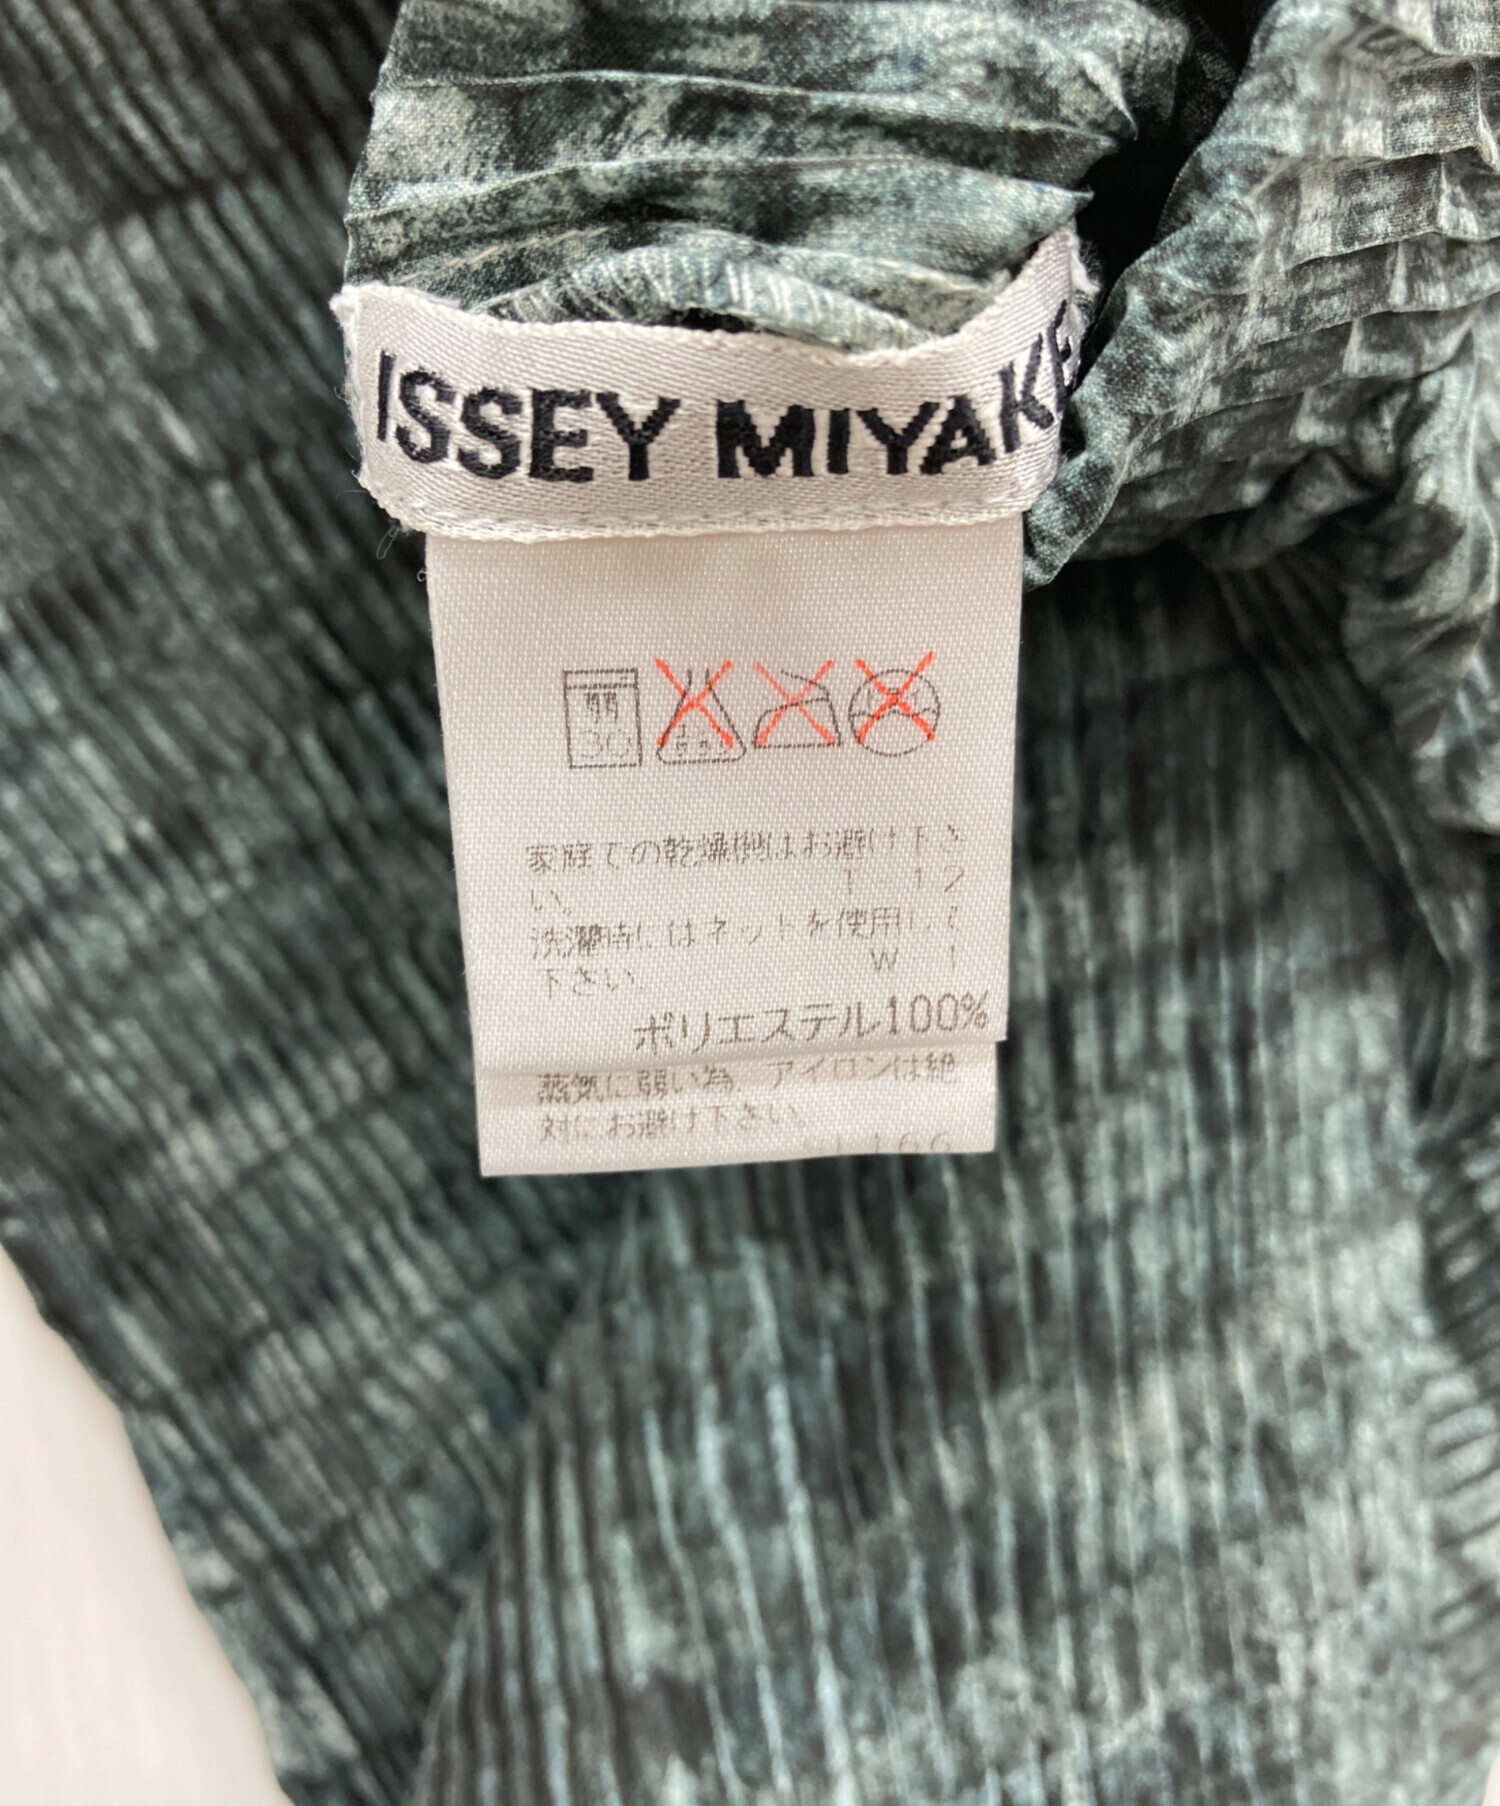 ISSEY MIYAKE
弱
30
家庭での乾燥機はお避け下さ
い。
洗濯時にはネットを使用して
下さい。
ポリエステル100%
蒸気に弱い為、アイロンは絶
対にお避け下さい。